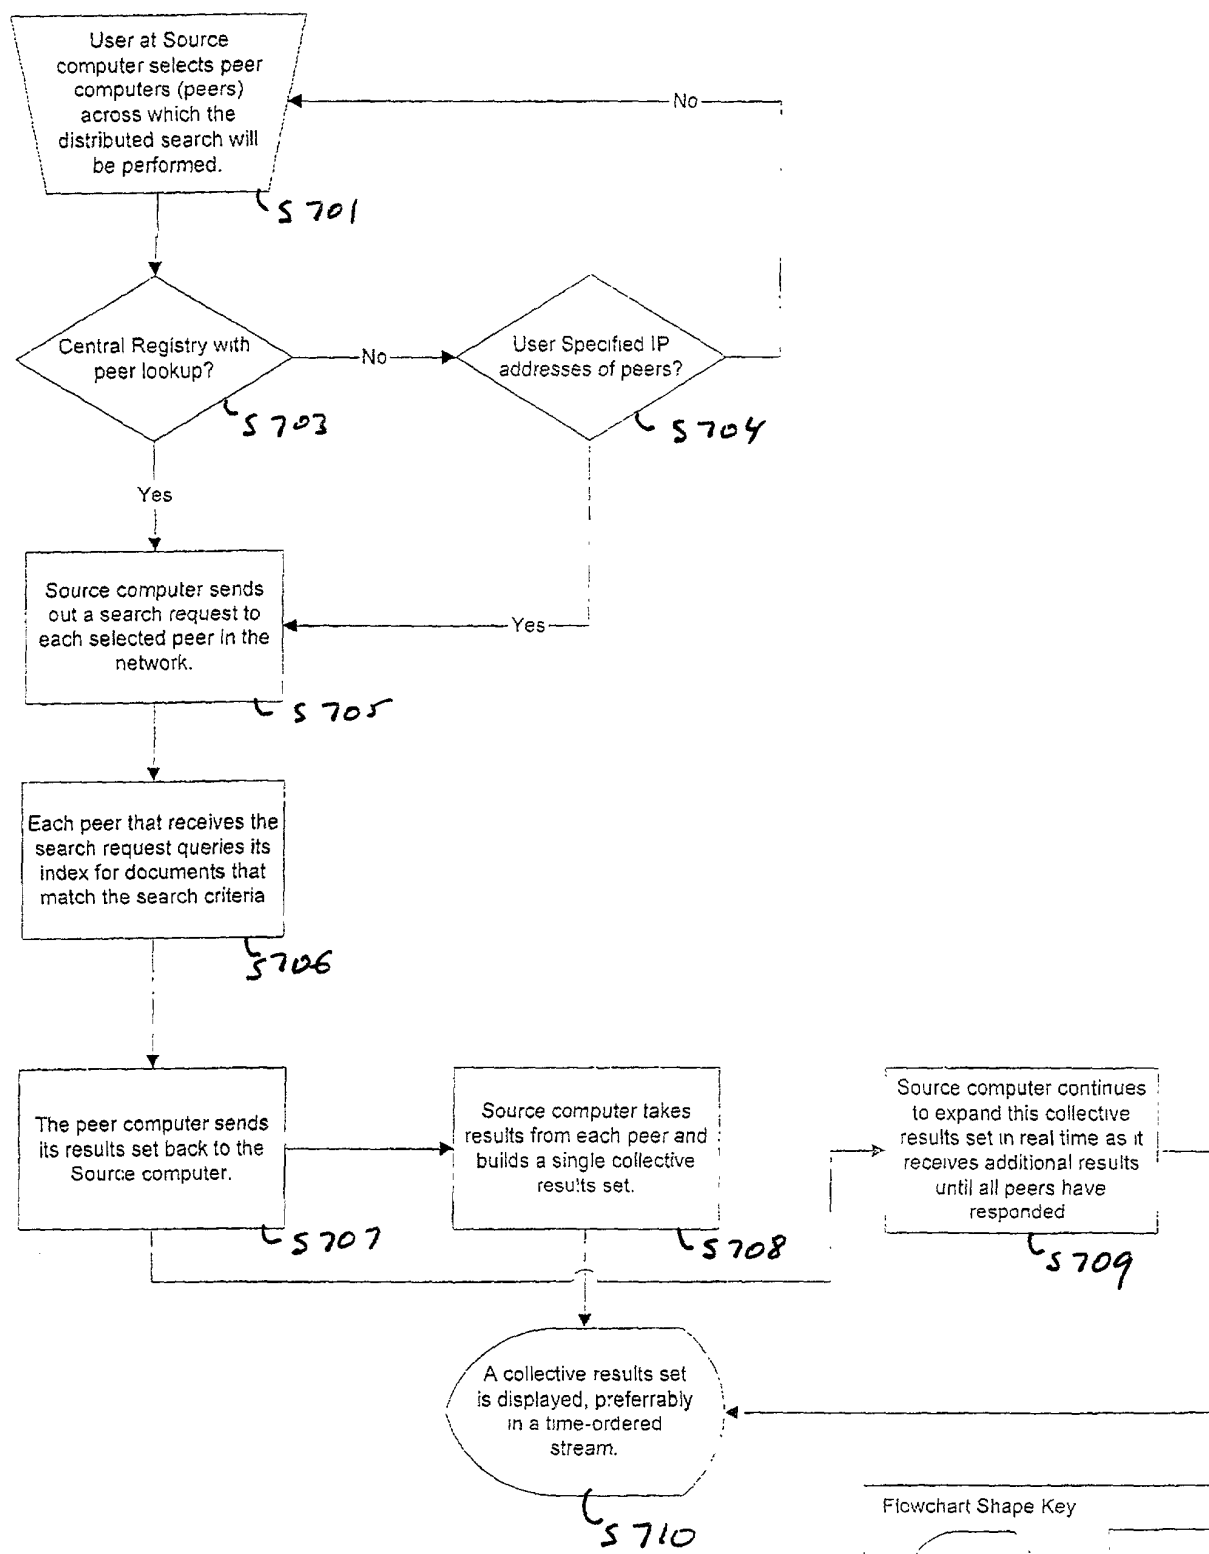 User at Source
computer selects peer
computers (peers)
across which the
distributed search will
be performed.
No
S701
Central Registry with
peer lookup?
No
User Specified IP
addresses of peers?
S703
S704
Yes
Source computer sends
out a search request to
each selected peer in the
network.
Yes
S705
Each peer that receives the
search request queries its
index for documents that
match the search criteria
S706
The peer computer sends
its results set back to the
Source computer.
Source computer takes
results from each peer and
builds a single collective
results set.
Source computer continues
to expand this collective
results set in real time as it
receives additional results
until all peers have
responded
S707
S708
S709
A collective results set
is displayed, preferrably
in a time-ordered
stream.
S710
Flowchart Shape Key